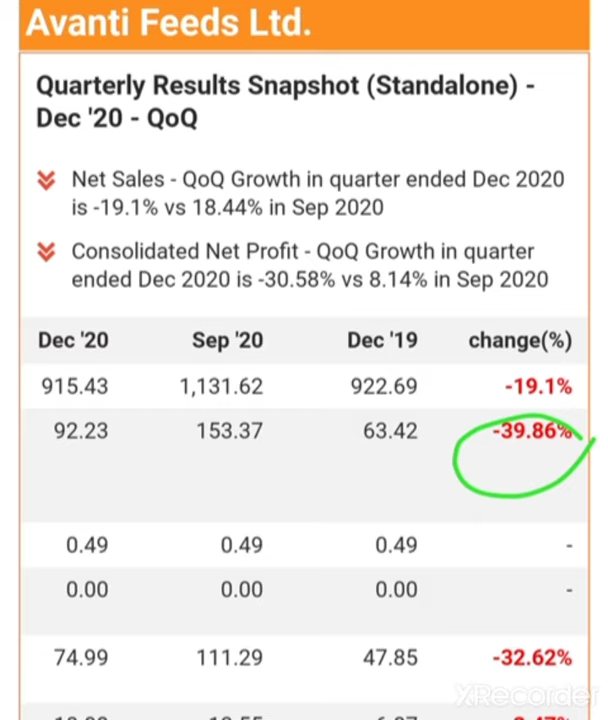 Avanti Feeds Ltd.
Quarterly Results Snapshot (Standalone) -
Dec '20 - QoQ
Net Sales - QoQ Growth in quarter ended Dec 2020
is -19.1% vs 18.44% in Sep 2020
Consolidated Net Profit - QoQ Growth in quarter
ended Dec 2020 is -30.58% vs 8.14% in Sep 2020
Dec '20 Sep '20 Dec '19 change(%)
915.43 1,131.62 922.69 -19.1%
92.23 153.37 63.42 -39.86%
0.49 0.49 0.49 -
0.00 0.00 0.00 -
74.99 111.29 47.85 -32.62%
XRecorder